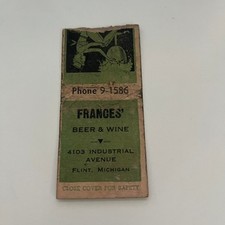 Phone 9-1586
FRANCES'
BEER & WINE
4103 INDUSTRIAL
AVENUE
FLINT, MICHIGAN
CLOSE COVER FOR SAFETY